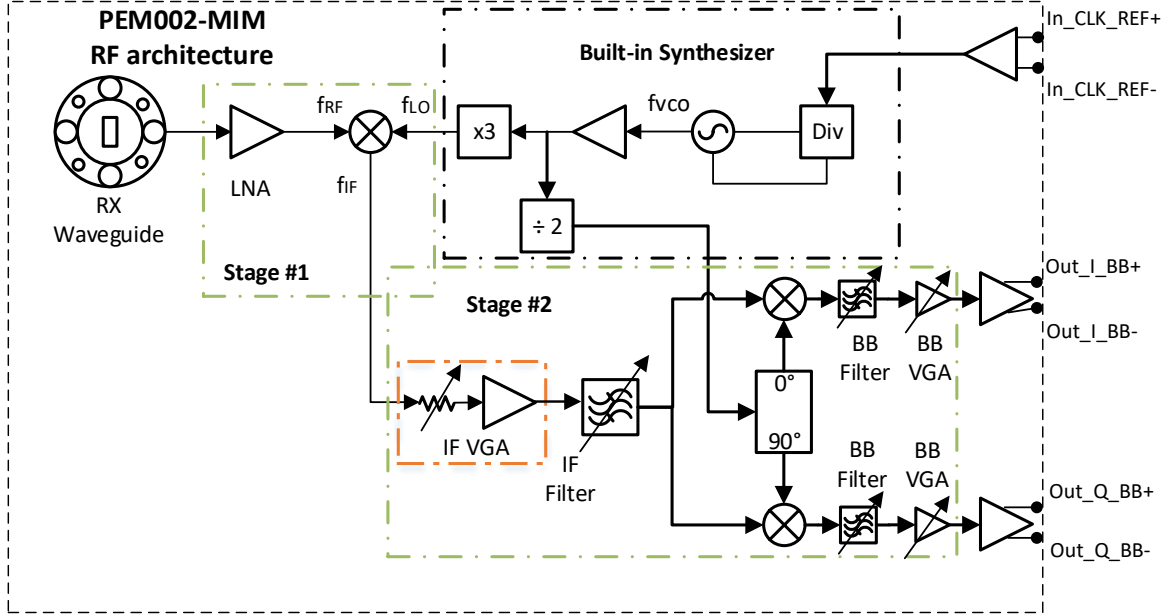 PEM002-MIM
RF architecture
Built-in Synthesizer
In_CLK_REF+
In_CLK_REF-
fRF
fLO
x3
fVCO
Div
LNA
fIF
RX
Waveguide
÷ 2
Stage #1
Stage #2
Out_I_BB+
Out_I_BB-
BB
Filter
BB
VGA
0°
90°
IF VGA
IF
Filter
BB
Filter
BB
VGA
Out_Q_BB+
Out_Q_BB-